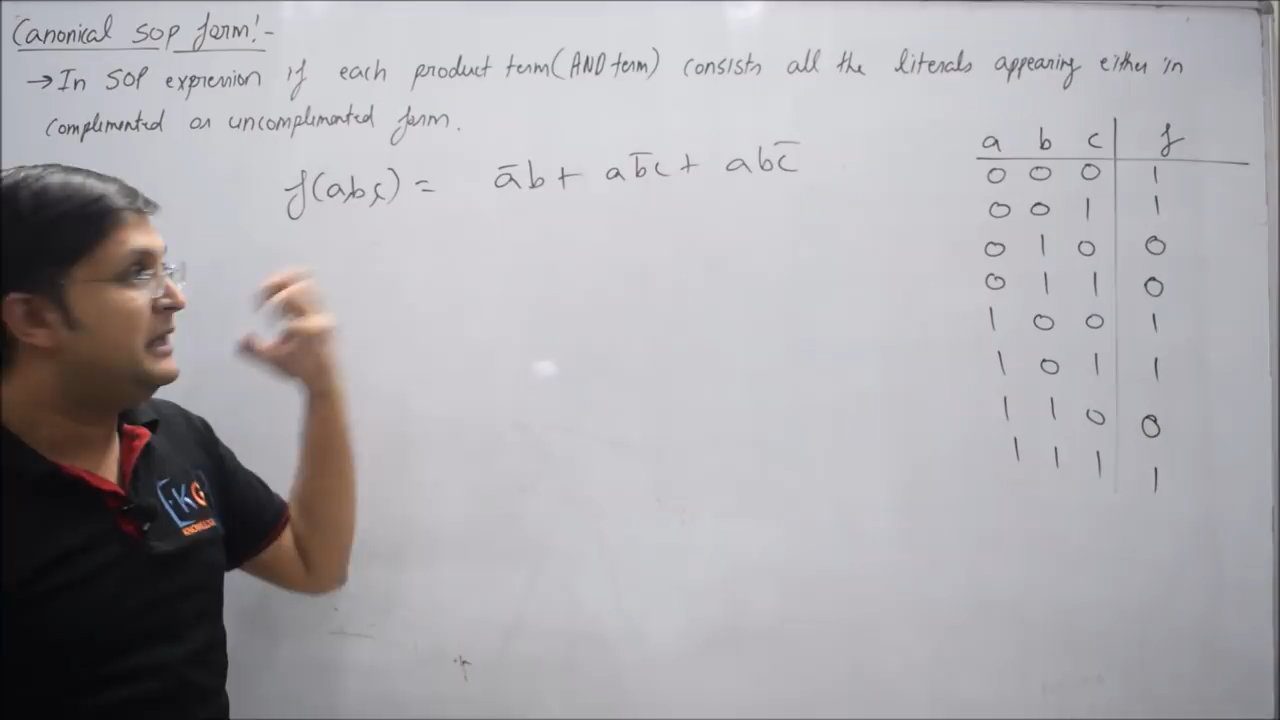 Canonical SOP form!-
→ In SOP expression if each product term (AND term) consists all the literals appearing either in
complemented or uncomplemented form.
f(a,b,c) = a̅b + ab̅c + abc̅
a b c f
0 0 0 1
0 0 1 1
0 1 0 0
0 1 1 0
1 0 0 1
1 0 1 1
1 1 0 0
1 1 1 1